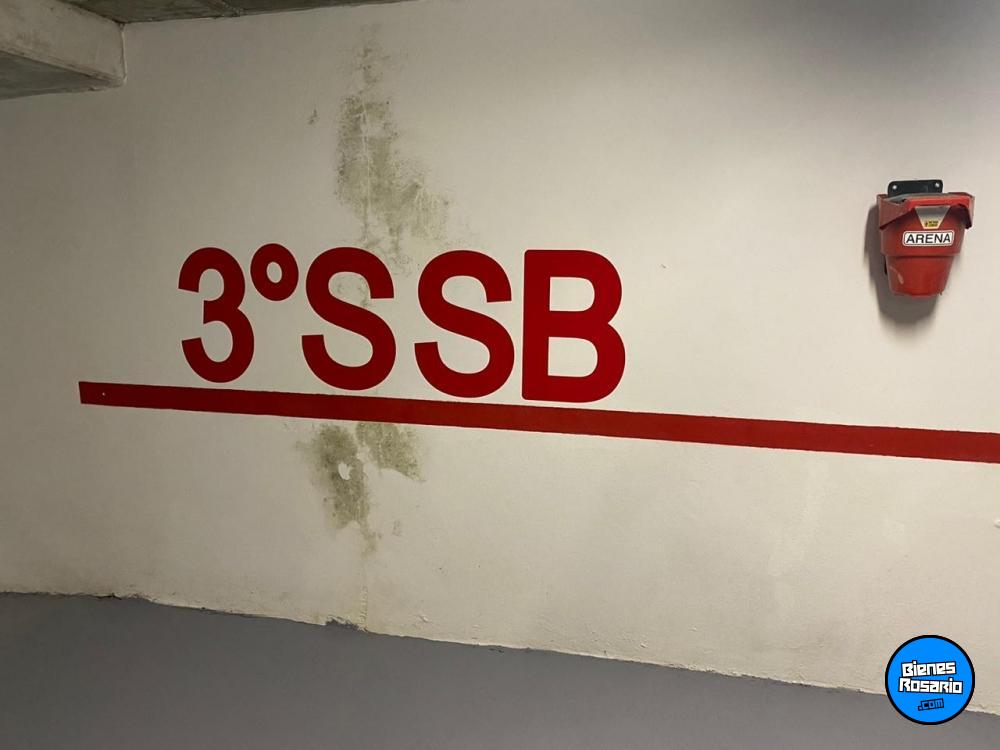 3°SSB
ARENA
Bienes
Rosario
.com